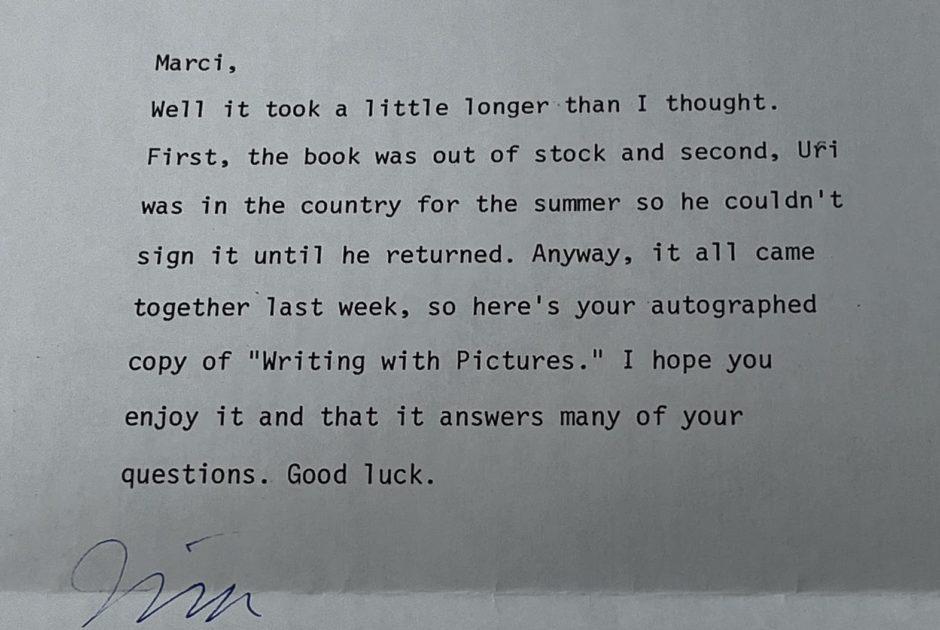 Marci,
Well it took a little longer than I thought.
First, the book was out of stock and second, Uri
was in the country for the summer so he couldn't
sign it until he returned. Anyway, it all came
together last week, so here's your autographed
copy of "Writing with Pictures." I hope you
enjoy it and that it answers many of your
questions. Good luck.
Jim